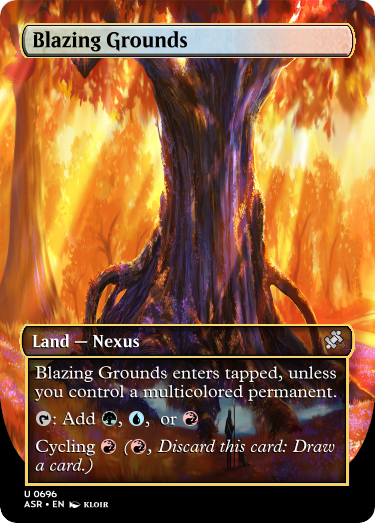 Blazing Grounds
Land — Nexus
Blazing Grounds enters tapped, unless
you control a multicolored permanent.
: Add , , or
Cycling (, Discard this card: Draw
a card.)
U 0696
ASR • EN KLOIR